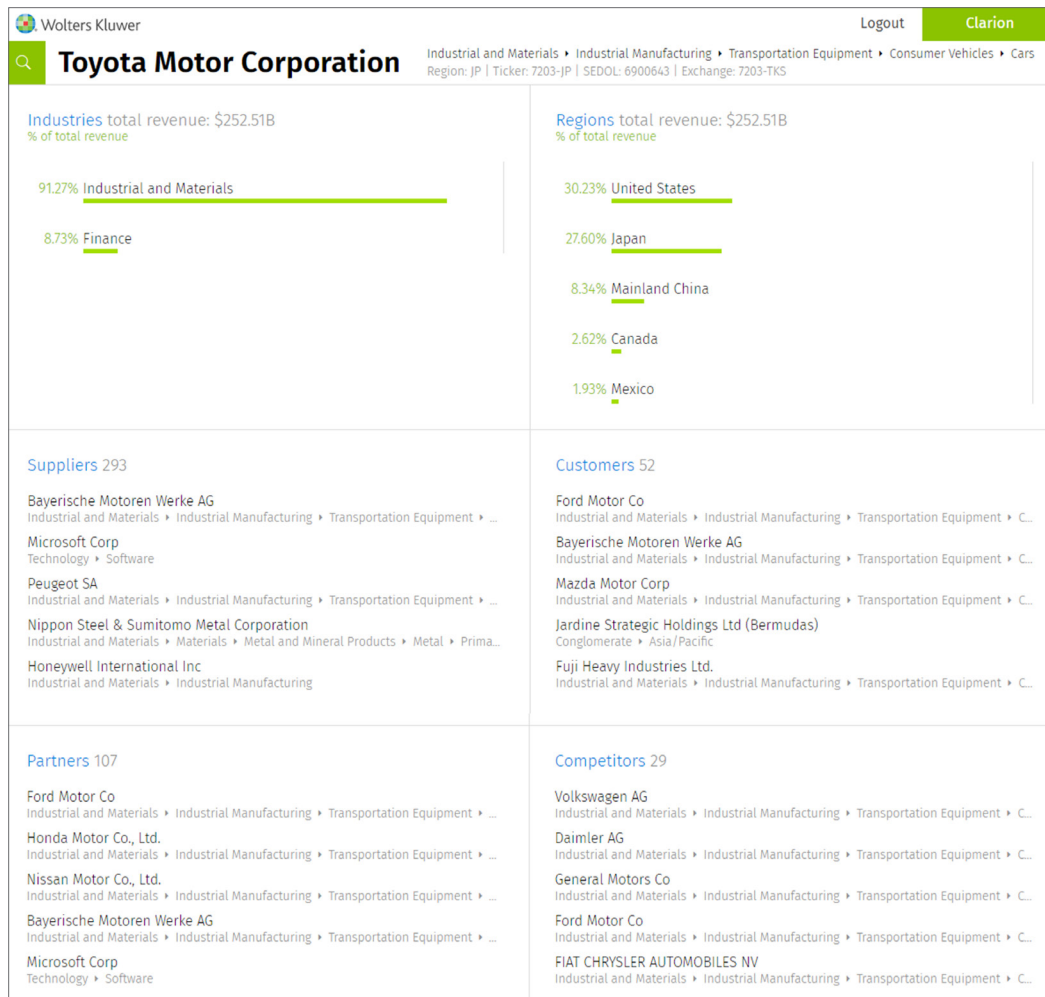 Wolters Kluwer
Logout
Clarion
Toyota Motor Corporation
Industrial and Materials ▸ Industrial Manufacturing ▸ Transportation Equipment ▸ Consumer Vehicles ▸ Cars
Region: JP | Ticker: 7203-JP | SEDOL: 6900643 | Exchange: 7203-TKS
Industries total revenue: $252.51B
% of total revenue
91.27% Industrial and Materials
8.73% Finance
Regions total revenue: $252.51B
% of total revenue
30.23% United States
27.60% Japan
8.34% Mainland China
2.62% Canada
1.93% Mexico
Suppliers 293
Bayerische Motoren Werke AG
Industrial and Materials ▸ Industrial Manufacturing ▸ Transportation Equipment ▸ ...
Microsoft Corp
Technology ▸ Software
Peugeot SA
Industrial and Materials ▸ Industrial Manufacturing ▸ Transportation Equipment ▸ ...
Nippon Steel & Sumitomo Metal Corporation
Industrial and Materials ▸ Materials ▸ Metal and Mineral Products ▸ Metal ▸ Prima...
Honeywell International Inc
Industrial and Materials ▸ Industrial Manufacturing
Customers 52
Ford Motor Co
Industrial and Materials ▸ Industrial Manufacturing ▸ Transportation Equipment ▸ C...
Bayerische Motoren Werke AG
Industrial and Materials ▸ Industrial Manufacturing ▸ Transportation Equipment ▸ C...
Mazda Motor Corp
Industrial and Materials ▸ Industrial Manufacturing ▸ Transportation Equipment ▸ C...
Jardine Strategic Holdings Ltd (Bermudas)
Conglomerate ▸ Asia/Pacific
Fuji Heavy Industries Ltd.
Industrial and Materials ▸ Industrial Manufacturing ▸ Transportation Equipment ▸ C...
Partners 107
Ford Motor Co
Industrial and Materials ▸ Industrial Manufacturing ▸ Transportation Equipment ▸ ...
Honda Motor Co., Ltd.
Industrial and Materials ▸ Industrial Manufacturing ▸ Transportation Equipment ▸ ...
Nissan Motor Co., Ltd.
Industrial and Materials ▸ Industrial Manufacturing ▸ Transportation Equipment ▸ ...
Bayerische Motoren Werke AG
Industrial and Materials ▸ Industrial Manufacturing ▸ Transportation Equipment ▸ ...
Microsoft Corp
Technology ▸ Software
Competitors 29
Volkswagen AG
Industrial and Materials ▸ Industrial Manufacturing ▸ Transportation Equipment ▸ C...
Daimler AG
Industrial and Materials ▸ Industrial Manufacturing ▸ Transportation Equipment ▸ C...
General Motors Co
Industrial and Materials ▸ Industrial Manufacturing ▸ Transportation Equipment ▸ C...
Ford Motor Co
Industrial and Materials ▸ Industrial Manufacturing ▸ Transportation Equipment ▸ C...
FIAT CHRYSLER AUTOMOBILES NV
Industrial and Materials ▸ Industrial Manufacturing ▸ Transportation Equipment ▸ C...